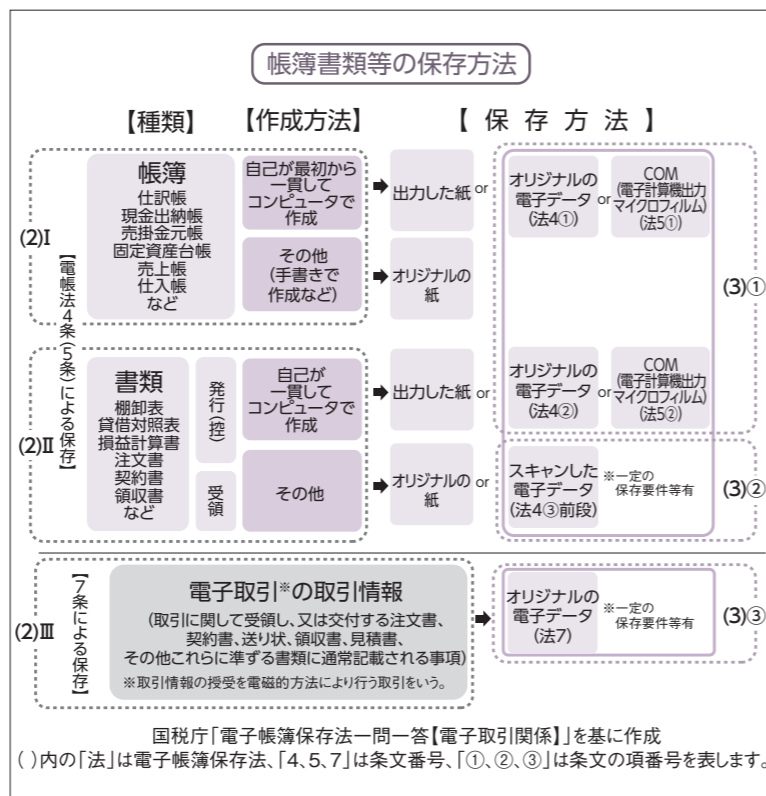 帳簿書類等の保存方法
【種類】
【作成方法】
【保存方法】
(2)Ⅰ
【電帳法4条(5条)による保存】
帳簿
仕訳帳
現金出納帳
売掛金元帳
固定資産台帳
売上帳
仕入帳
など
自己が最初から
一貫して
コンピュータで
作成
出力した紙
or
オリジナルの
電子データ
(法4①)
or
COM
(電子計算機出力
マイクロフィルム)
(法5①)
その他
(手書きで
作成など)
オリジナルの
紙
(3)①
(2)Ⅱ
書類
棚卸表
貸借対照表
損益計算書
注文書
契約書
領収書
など
発行(控)
受領
自己が
一貫して
コンピュータで
作成
出力した紙
or
オリジナルの
電子データ
(法4②)
or
COM
(電子計算機出力
マイクロフィルム)
(法5②)
その他
オリジナルの
紙
or
スキャンした
電子データ
(法4③前段)
※一定の
保存要件等有
(3)②
(2)Ⅲ
【7条による保存】
電子取引※の取引情報
(取引に関して受領し、又は交付する注文書、
契約書、送り状、領収書、見積書、
その他これらに準ずる書類に通常記載される事項)
※取引情報の授受を電磁的方法により行う取引をいう。
オリジナルの
電子データ
(法7)
※一定の
保存要件等有
(3)③
国税庁「電子帳簿保存法一問一答【電子取引関係】」を基に作成
( )内の「法」は電子帳簿保存法、「4、5、7」は条文番号、「①、②、③」は条文の項番号を表します。